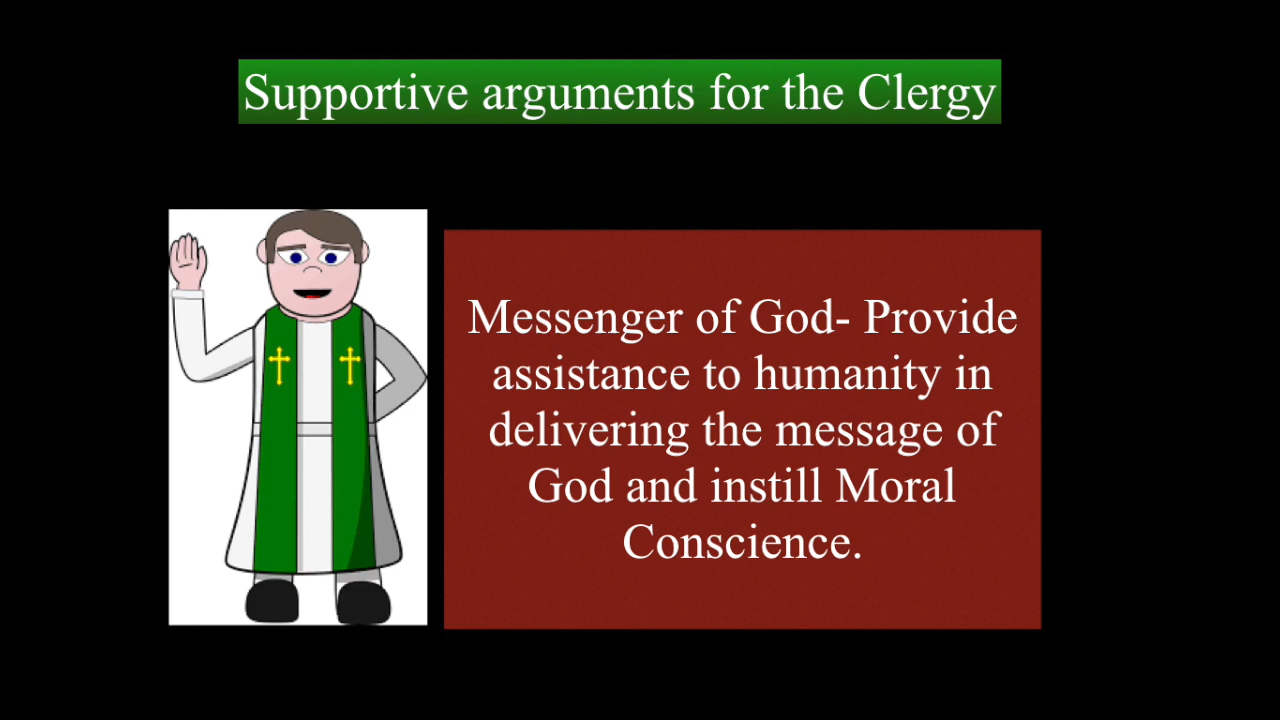 Supportive arguments for the Clergy
Messenger of God- Provide
assistance to humanity in
delivering the message of
God and instill Moral
Conscience.